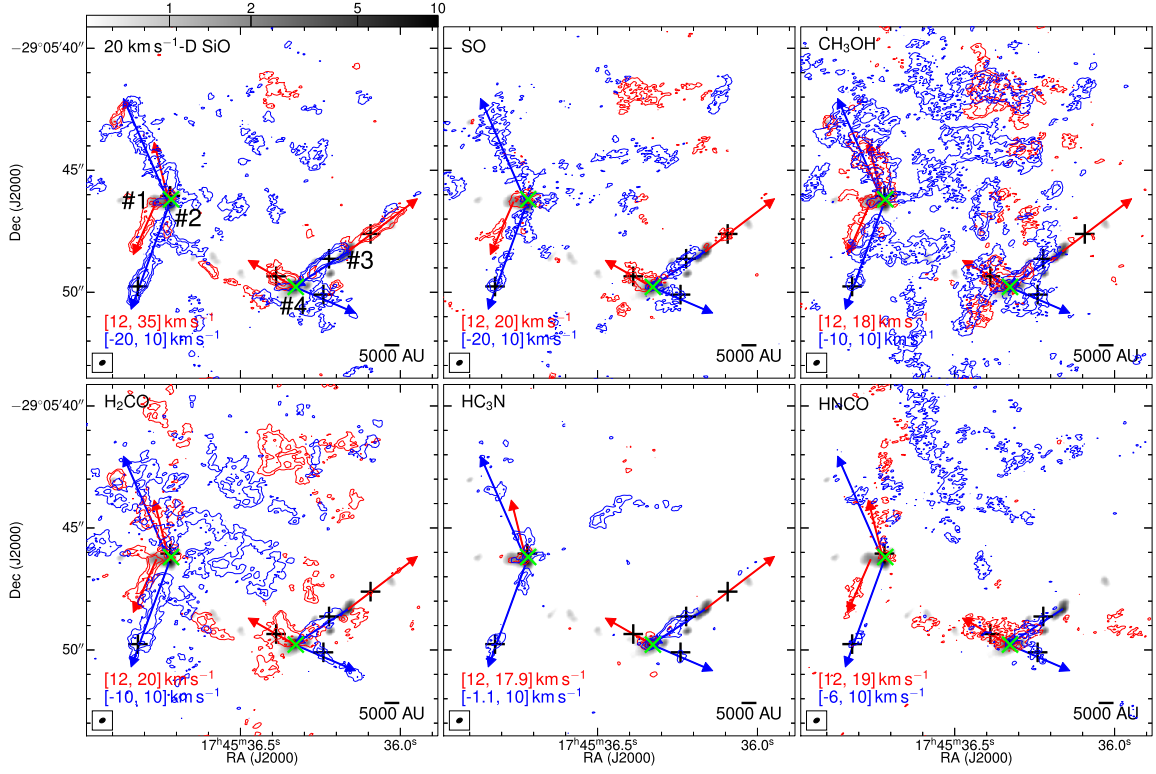 1 2 5 10
−29°05′40″
20 km s⁻¹-D SiO
SO
CH₃OH
45″
Dec (J2000)
#1
#2
#3
50″
#4
[12, 35] km s⁻¹
[-20, 10] km s⁻¹
5000 AU
[12, 20] km s⁻¹
[-20, 10] km s⁻¹
5000 AU
[12, 18] km s⁻¹
[-10, 10] km s⁻¹
5000 AU
−29°05′40″
H₂CO
HC₃N
HNCO
45″
Dec (J2000)
50″
[12, 20] km s⁻¹
[-10, 10] km s⁻¹
5000 AU
[12, 17.9] km s⁻¹
[-1.1, 10] km s⁻¹
5000 AU
[12, 19] km s⁻¹
[-6, 10] km s⁻¹
5000 AU
17ʰ45ᵐ36.5ˢ 36.0ˢ
RA (J2000)
17ʰ45ᵐ36.5ˢ 36.0ˢ
RA (J2000)
17ʰ45ᵐ36.5ˢ 36.0ˢ
RA (J2000)